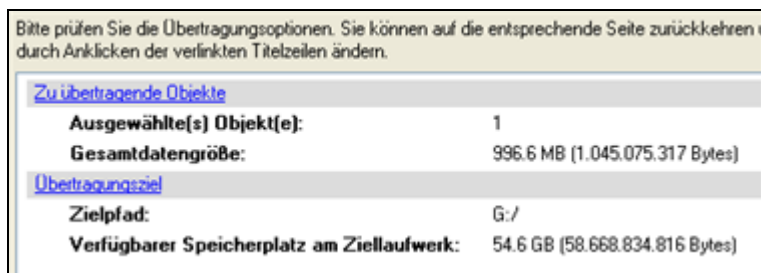 Bitte prüfen Sie die Übertragungsoptionen. Sie können auf die entsprechende Seite zurückkehren
durch Anklicken der verlinkten Titelzeilen ändern.
Zu übertragende Objekte
Ausgewählte(s) Objekt(e): 1
Gesamtdatengröße: 996.6 MB (1.045.075.317 Bytes)
Übertragungsziel
Zielpfad: G:/
Verfügbarer Speicherplatz am Ziellaufwerk: 54.6 GB (58.668.834.816 Bytes)